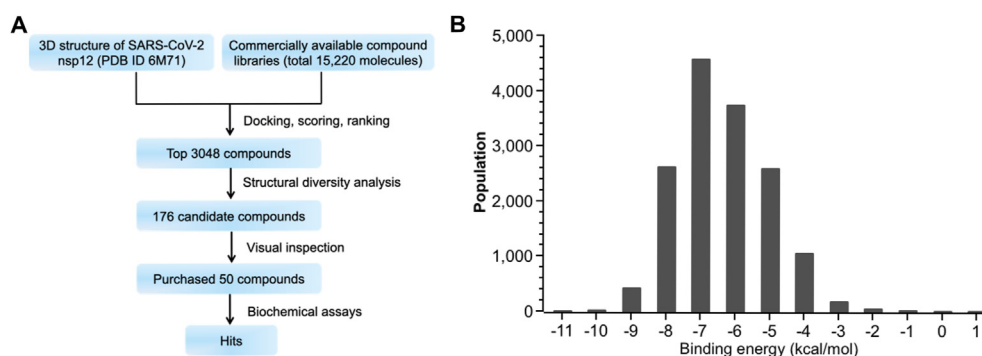 A
3D structure of SARS-CoV-2
nsp12 (PDB ID 6M71)
Commercially available compound
libraries (total 15,220 molecules)
Docking, scoring, ranking
Top 3048 compounds
Structural diversity analysis
176 candidate compounds
Visual inspection
Purchased 50 compounds
Biochemical assays
Hits
B
Population
5,000
4,000
3,000
2,000
1,000
0
-11 -10 -9 -8 -7 -6 -5 -4 -3 -2 -1 0 1
Binding energy (kcal/mol)